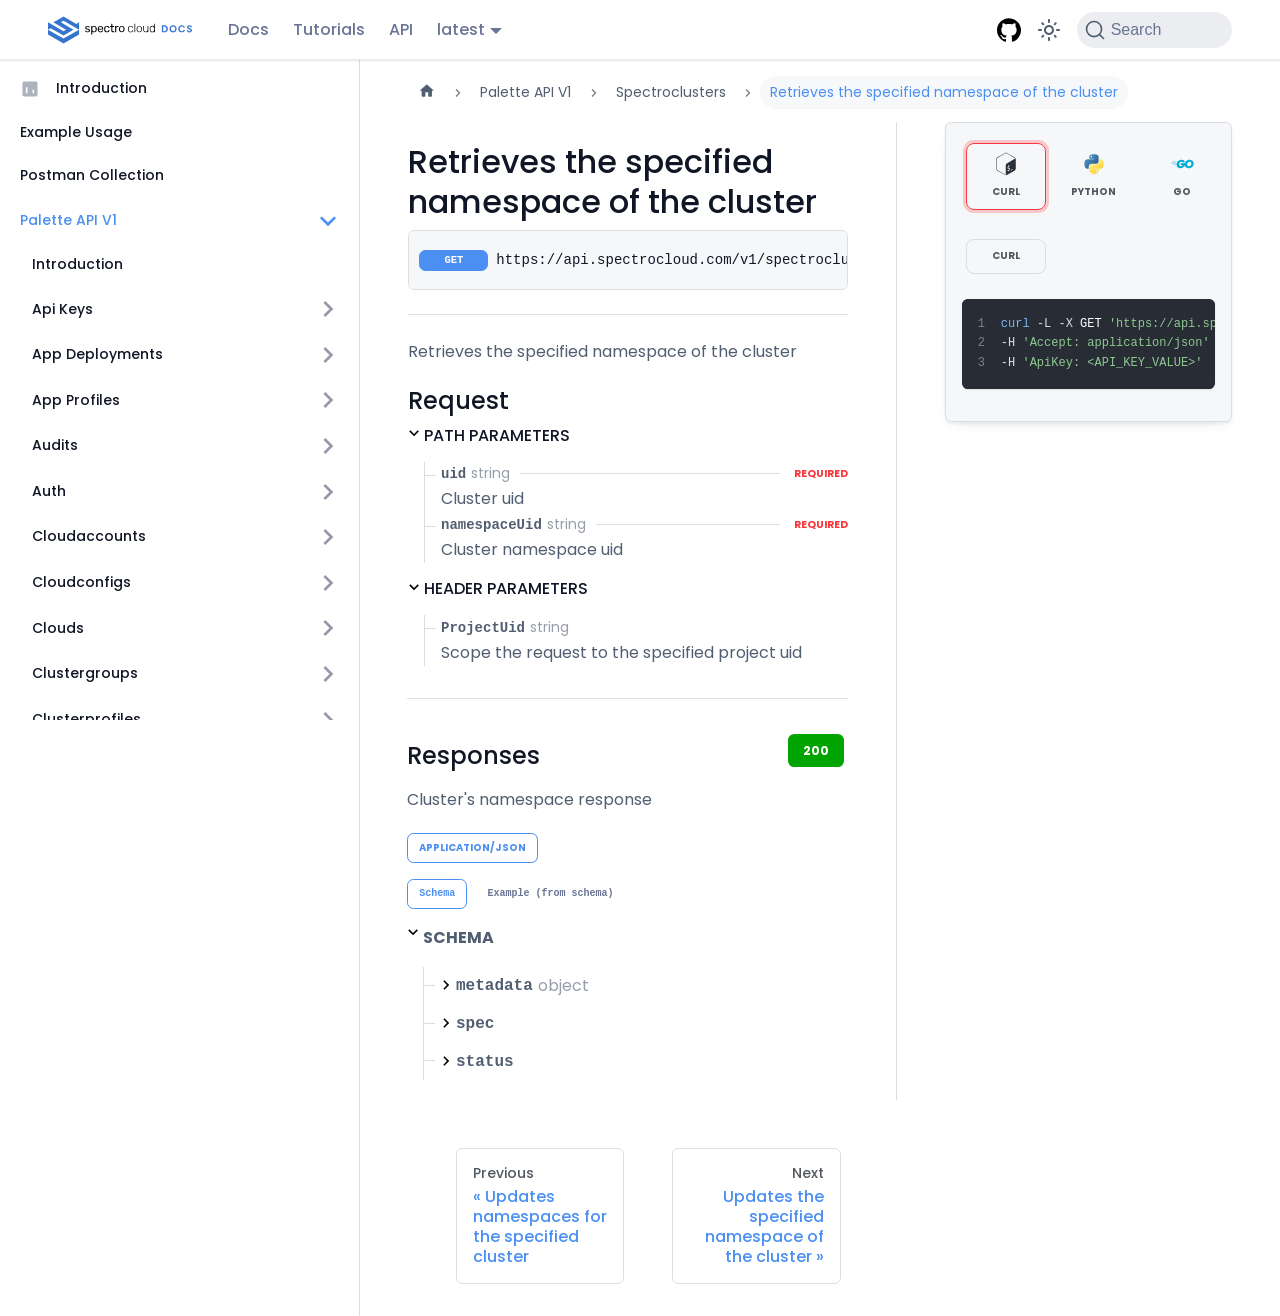 spectro cloud DOCS
Docs
Tutorials
API
latest
Search
Introduction
Example Usage
Postman Collection
Palette API V1
Introduction
Api Keys
App Deployments
App Profiles
Audits
Auth
Cloudaccounts
Cloudconfigs
Clouds
Clustergroups
Clusterprofiles
Palette API V1
Spectroclusters
Retrieves the specified namespace of the cluster
Retrieves the specified
namespace of the cluster
GET https://api.spectrocloud.com/v1/spectroclu
Retrieves the specified namespace of the cluster
Request
PATH PARAMETERS
uid string REQUIRED
Cluster uid
namespaceUid string REQUIRED
Cluster namespace uid
HEADER PARAMETERS
ProjectUid string
Scope the request to the specified project uid
Responses
200
Cluster's namespace response
APPLICATION/JSON
Schema
Example (from schema)
SCHEMA
metadata object
spec
status
Previous
« Updates
namespaces for
the specified
cluster
Next
Updates the
specified
namespace of
the cluster »
CURL
PYTHON
GO
GO
CURL
1 curl -L -X GET 'https://api.sp
2 -H 'Accept: application/json'
3 -H 'ApiKey: <API_KEY_VALUE>'